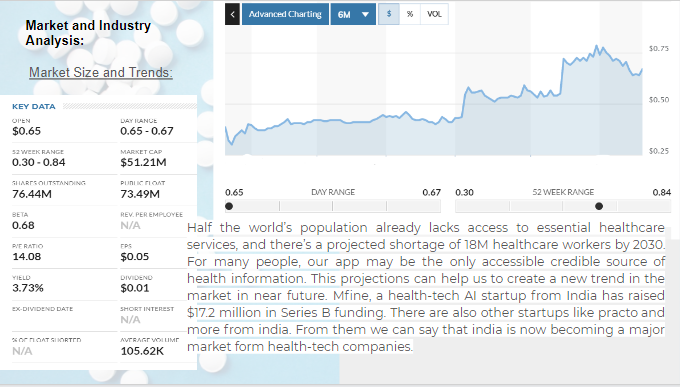 Market and Industry
Analysis:
Market Size and Trends:
KEY DATA
OPEN
$0.65
DAY RANGE
0.65 - 0.67
52 WEEK RANGE
0.30 - 0.84
MARKET CAP
$51.21M
SHARES OUTSTANDING
76.44M
PUBLIC FLOAT
73.49M
BETA
0.68
REV. PER EMPLOYEE
N/A
P/E RATIO
14.08
EPS
$0.05
YIELD
3.73%
DIVIDEND
$0.01
EX-DIVIDEND DATE
SHORT INTEREST
N/A
% OF FLOAT SHORTED
N/A
AVERAGE VOLUME
105.62K
Advanced Charting 6M $ % VOL
$0.75
$0.50
$0.25
0.65 DAY RANGE 0.67
0.30 52 WEEK RANGE 0.84
Half the world's population already lacks access to essential healthcare
services, and there's a projected shortage of 18M healthcare workers by 2030.
For many people, our app may be the only accessible credible source of
health information. This projections can help us to create a new trend in the
market in near future. Mfine, a health-tech AI startup from India has raised
$17.2 million in Series B funding. There are also other startups like practo and
more from india. From them we can say that india is now becoming a major
market form health-tech companies.